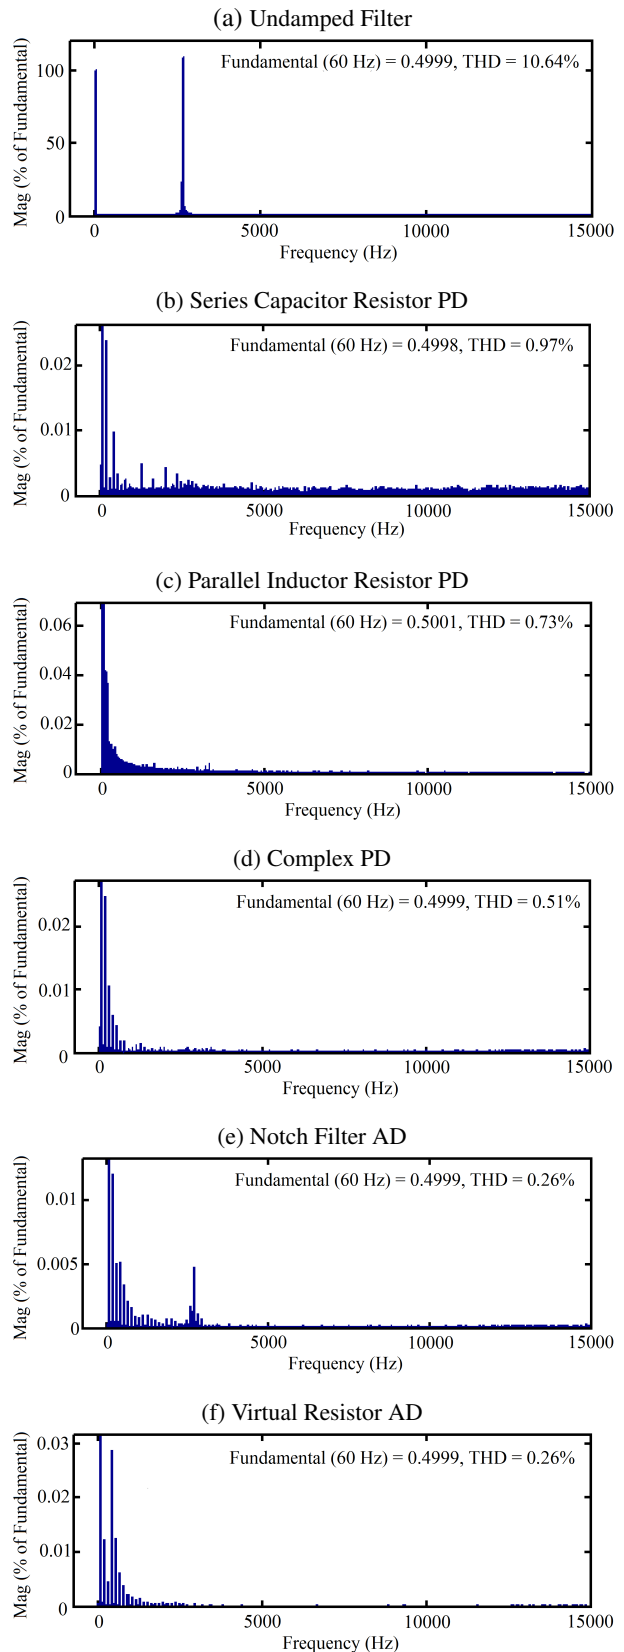 (a) Undamped Filter
Fundamental (60 Hz) = 0.4999, THD = 10.64%
Mag (% of Fundamental)
100
50
0
0 5000 10000 15000
Frequency (Hz)
(b) Series Capacitor Resistor PD
Fundamental (60 Hz) = 0.4998, THD = 0.97%
Mag (% of Fundamental)
0.02
0.01
0
0 5000 10000 15000
Frequency (Hz)
(c) Parallel Inductor Resistor PD
Fundamental (60 Hz) = 0.5001, THD = 0.73%
Mag (% of Fundamental)
0.06
0.04
0.02
0
0 5000 10000 15000
Frequency (Hz)
(d) Complex PD
Fundamental (60 Hz) = 0.4999, THD = 0.51%
Mag (% of Fundamental)
0.02
0.01
0
0 5000 10000 15000
Frequency (Hz)
(e) Notch Filter AD
Fundamental (60 Hz) = 0.4999, THD = 0.26%
Mag (% of Fundamental)
0.01
0.005
0
0 5000 10000 15000
Frequency (Hz)
(f) Virtual Resistor AD
Fundamental (60 Hz) = 0.4999, THD = 0.26%
Mag (% of Fundamental)
0.03
0.02
0.01
0
0 5000 10000 15000
Frequency (Hz)